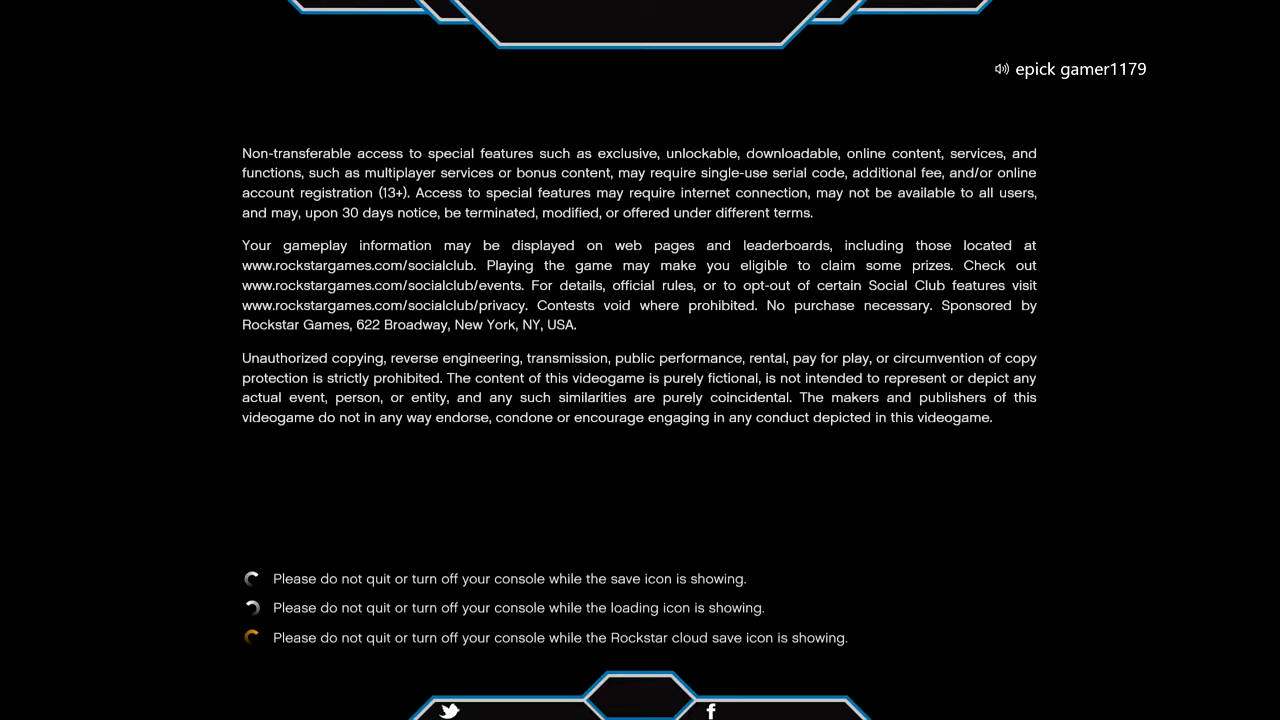 epick gamer1179
Non-transferable access to special features such as exclusive, unlockable, downloadable, online content, services, and
functions, such as multiplayer services or bonus content, may require single-use serial code, additional fee, and/or online
account registration (13+). Access to special features may require internet connection, may not be available to all users,
and may, upon 30 days notice, be terminated, modified, or offered under different terms.
Your gameplay information may be displayed on web pages and leaderboards, including those located at
www.rockstargames.com/socialclub. Playing the game may make you eligible to claim some prizes. Check out
www.rockstargames.com/socialclub/events. For details, official rules, or to opt-out of certain Social Club features visit
www.rockstargames.com/socialclub/privacy. Contests void where prohibited. No purchase necessary. Sponsored by
Rockstar Games, 622 Broadway, New York, NY, USA.
Unauthorized copying, reverse engineering, transmission, public performance, rental, pay for play, or circumvention of copy
protection is strictly prohibited. The content of this videogame is purely fictional, is not intended to represent or depict any
actual event, person, or entity, and any such similarities are purely coincidental. The makers and publishers of this
videogame do not in any way endorse, condone or encourage engaging in any conduct depicted in this videogame.
Please do not quit or turn off your console while the save icon is showing.
Please do not quit or turn off your console while the loading icon is showing.
Please do not quit or turn off your console while the Rockstar cloud save icon is showing.